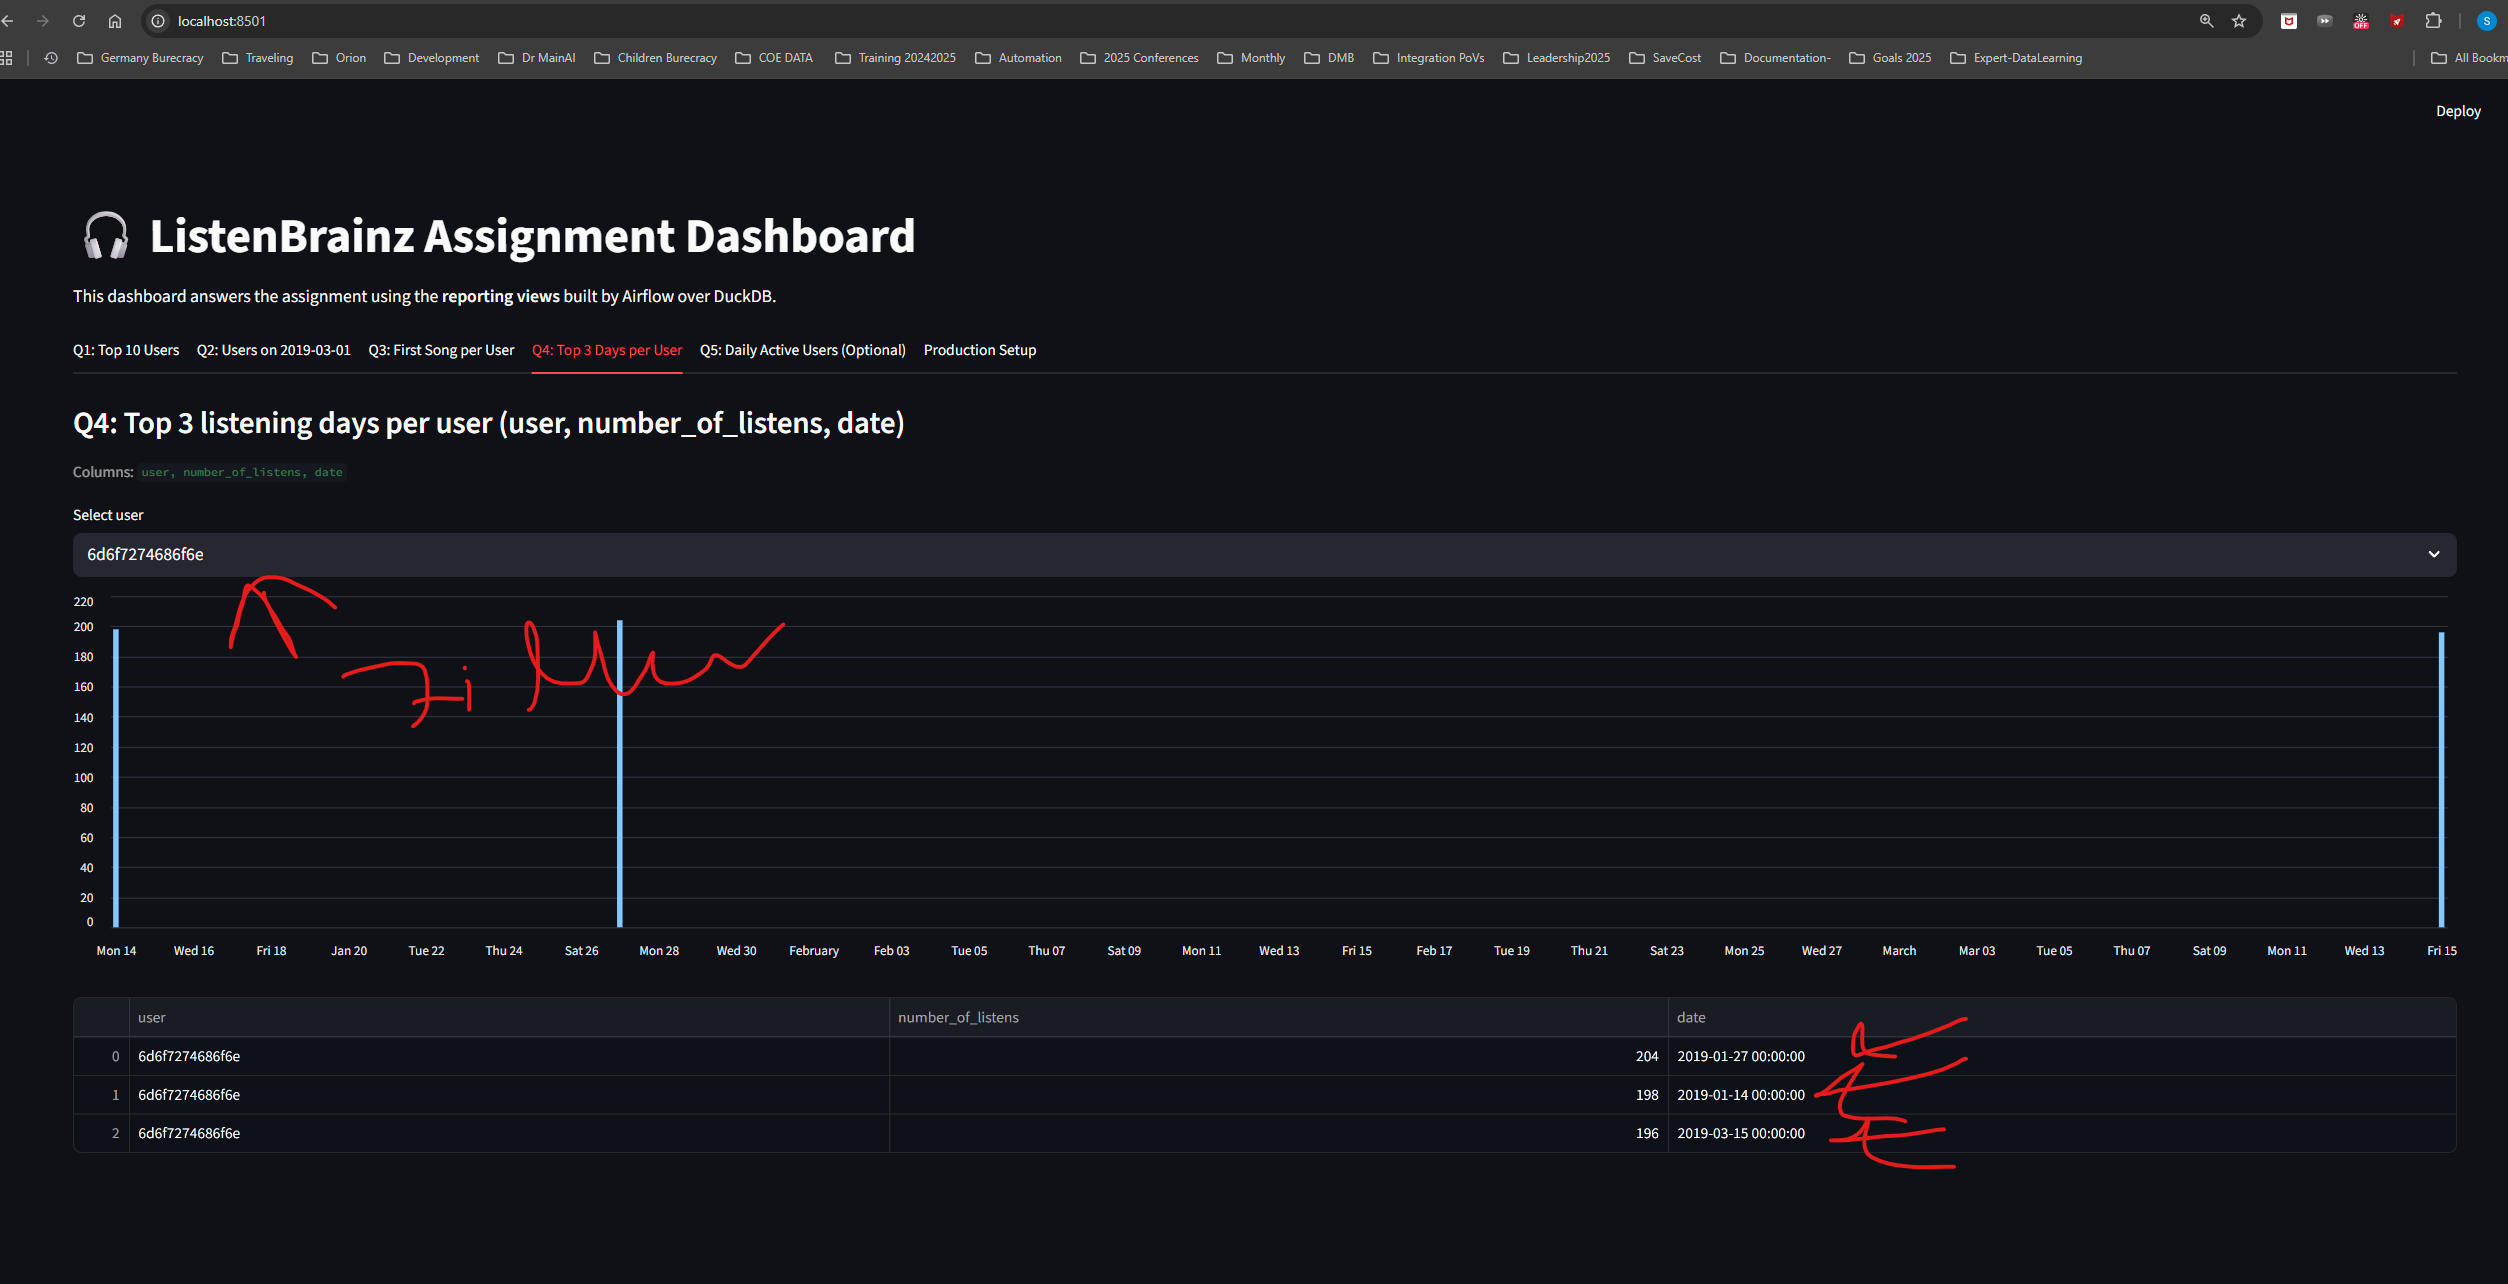 localhost:8501
Germany Burecracy Traveling Orion Development Dr MainAI Children Burecracy COE DATA Training 20242025 Automation 2025 Conferences Monthly DMB Integration PoVs Leadership2025 SaveCost Documentation- Goals 2025 Expert-DataLearning All Bookm
Deploy
ListenBrainz Assignment Dashboard
This dashboard answers the assignment using the reporting views built by Airflow over DuckDB.
Q1: Top 10 Users Q2: Users on 2019-03-01 Q3: First Song per User Q4: Top 3 Days per User Q5: Daily Active Users (Optional) Production Setup
Q4: Top 3 listening days per user (user, number_of_listens, date)
Columns: user, number_of_listens, date
Select user
6d6f7274686f6e
220
200
180
160
140
120
100
80
60
40
20
0
Mon 14 Wed 16 Fri 18 Jan 20 Tue 22 Thu 24 Sat 26 Mon 28 Wed 30 February Feb 03 Tue 05 Thu 07 Sat 09 Mon 11 Wed 13 Fri 15 Feb 17 Tue 19 Thu 21 Sat 23 Mon 25 Wed 27 March Mar 03 Tue 05 Thu 07 Sat 09 Mon 11 Wed 13 Fri 15
user number_of_listens date
0 6d6f7274686f6e 204 2019-01-27 00:00:00
1 6d6f7274686f6e 198 2019-01-14 00:00:00
2 6d6f7274686f6e 196 2019-03-15 00:00:00